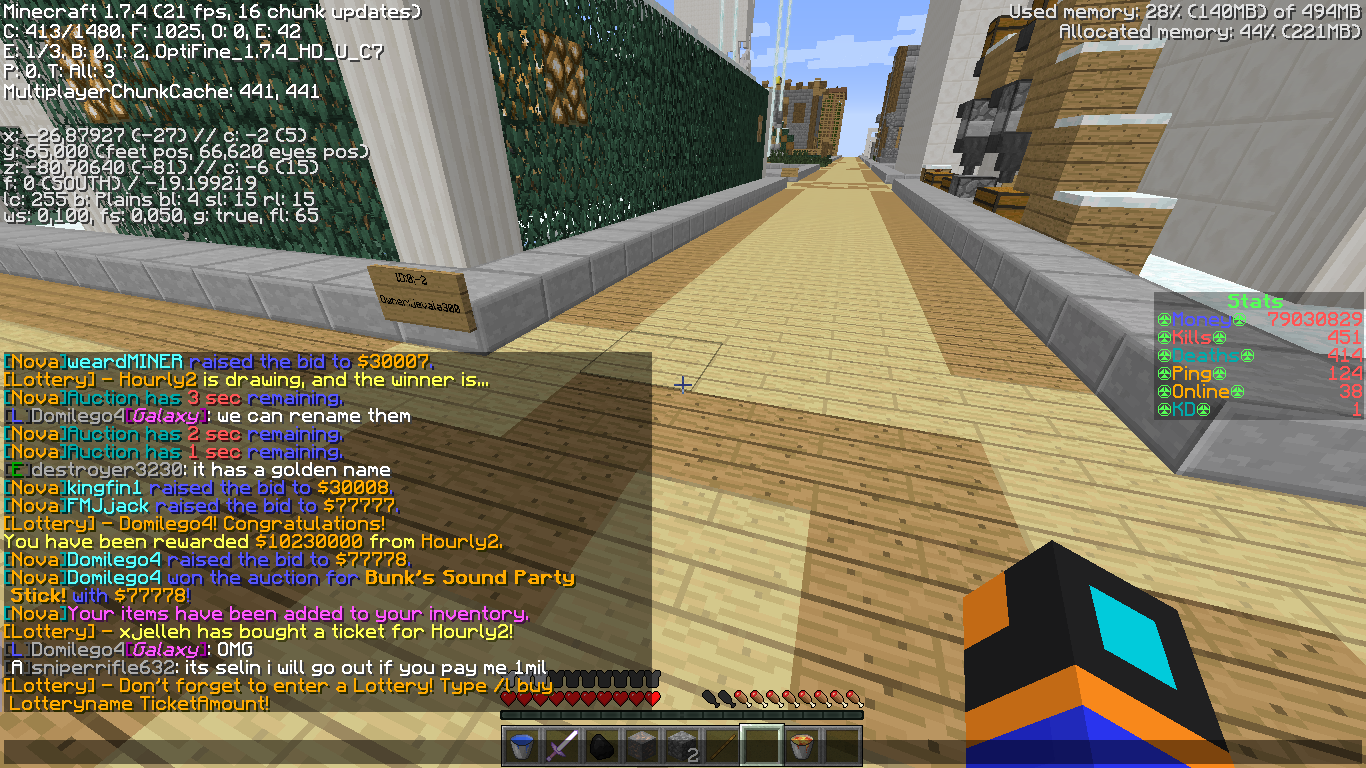 Minecraft 1.7.4 (21 fps, 16 chunk updates)
C: 413/1480. F: 1025, O: 0, E: 42
E: 1/3, B: 0, I: 2, OptiFine_1.7.4_HD_U_C7
P: 0. T: All: 3
MultiplayerChunkCache: 441, 441
x: -26,87927 (-27) // c: -2 (5)
y: 65,000 (feet pos, 66,620 eyes pos)
z: -80,70640 (-81) // c: -6 (15)
f: 0 (SOUTH) / -19.199219
lc: 255 b: Plains bl: 4 sl: 15 rl: 15
ws: 0,100, fs: 0,050, g: true, fl: 65
Used memory: 28% (140MB) of 494MB
Allocated memory: 44% (221MB)
ID:0;-2
Owner:jevala300
Stats
Money 79030829
Kills 451
Deaths 414
Ping 124
Online 38
KD 1
[Nova]weardMINER raised the bid to $30007.
[Lottery] - Hourly2 is drawing, and the winner is...
[Nova]Auction has 3 sec remaining.
[L]Domilego4[Galaxy]: we can rename them
[Nova]Auction has 2 sec remaining.
[Nova]Auction has 1 sec remaining.
[E]destroyer3230: it has a golden name
[Nova]kingfin1 raised the bid to $30008.
[Nova]FMJjack raised the bid to $77777.
[Lottery] - Domilego4! Congratulations!
You have been rewarded $10230000 from Hourly2.
[Nova]Domilego4 raised the bid to $77778.
[Nova]Domilego4 won the auction for Bunk's Sound Party
Stick! with $77778!
[Nova]Your items have been added to your inventory.
[Lottery] - xjelleh has bought a ticket for Hourly2!
[L]Domilego4[Galaxy]: OMG
[A]sniperrifle632: its selin i will go out if you pay me 1mil
[Lottery] - Don't forget to enter a Lottery! Type /l buy
Lotteryname TicketAmount!
2